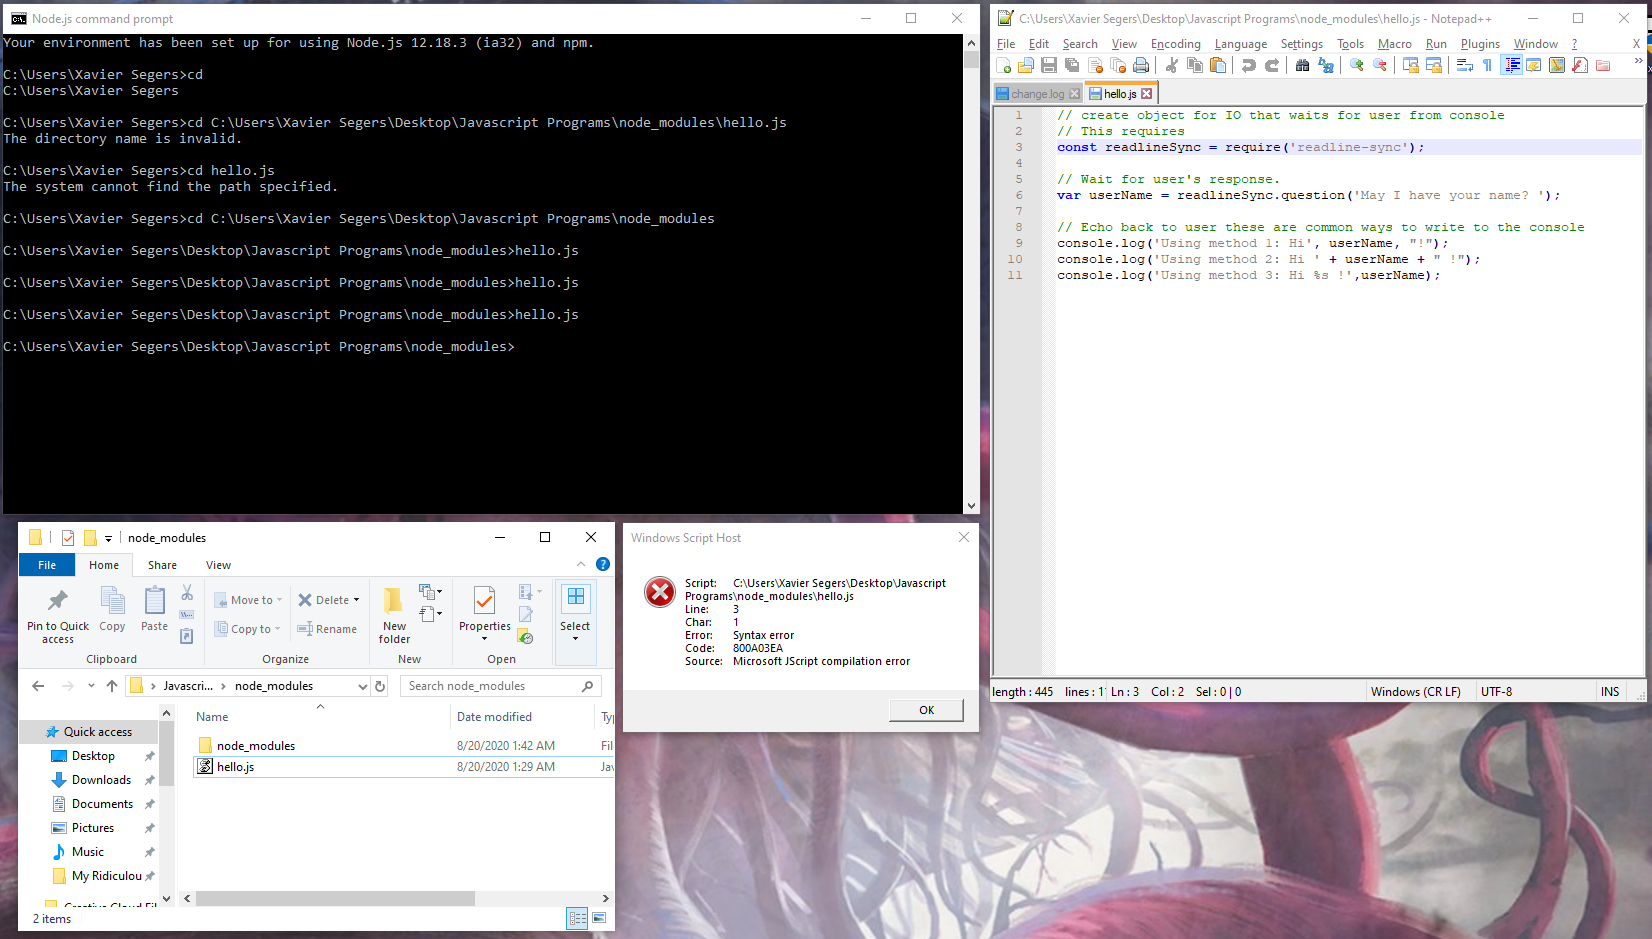 Node.js command prompt
Your environment has been set up for using Node.js 12.18.3 (ia32) and npm.
C:\Users\Xavier Segers>cd
C:\Users\Xavier Segers
C:\Users\Xavier Segers>cd C:\Users\Xavier Segers\Desktop\Javascript Programs\node_modules\hello.js
The directory name is invalid.
C:\Users\Xavier Segers>cd hello.js
The system cannot find the path specified.
C:\Users\Xavier Segers>cd C:\Users\Xavier Segers\Desktop\Javascript Programs\node_modules
C:\Users\Xavier Segers\Desktop\Javascript Programs\node_modules>hello.js
C:\Users\Xavier Segers\Desktop\Javascript Programs\node_modules>hello.js
C:\Users\Xavier Segers\Desktop\Javascript Programs\node_modules>hello.js
C:\Users\Xavier Segers\Desktop\Javascript Programs\node_modules>
C:\Users\Xavier Segers\Desktop\Javascript Programs\node_modules\hello.js - Notepad++
File Edit Search View Encoding Language Settings Tools Macro Run Plugins Window ? X
change.log hello.js
1 // create object for IO that waits for user from console
2 // This requires
3 const readlineSync = require('readline-sync');
4
5 // Wait for user's response.
6 var userName = readlineSync.question('May I have your name? ');
7
8 // Echo back to user these are common ways to write to the console
9 console.log('Using method 1: Hi', userName, "!");
10 console.log('Using method 2: Hi ' + userName + " !");
11 console.log('Using method 3: Hi %s !',userName);
length : 445 lines : 1 Ln : 3 Col : 2 Sel : 0 | 0 Windows (CR LF) UTF-8 INS
node_modules
File Home Share View
Pin to Quick access
Copy
Paste
Move to
Copy to
Delete
Rename
New folder
Properties
Select
Clipboard Organize New Open
Javascri... node_modules Search node_modules
Name Date modified Ty
Quick access
Desktop
Downloads
Documents
Pictures
Music
My Ridiculou
Creative Cloud Fil
node_modules 8/20/2020 1:42 AM Fil
hello.js 8/20/2020 1:29 AM Jav
2 items
Windows Script Host
Script: C:\Users\Xavier Segers\Desktop\Javascript
Programs\node_modules\hello.js
Line: 3
Char: 1
Error: Syntax error
Code: 800A03EA
Source: Microsoft JScript compilation error
OK